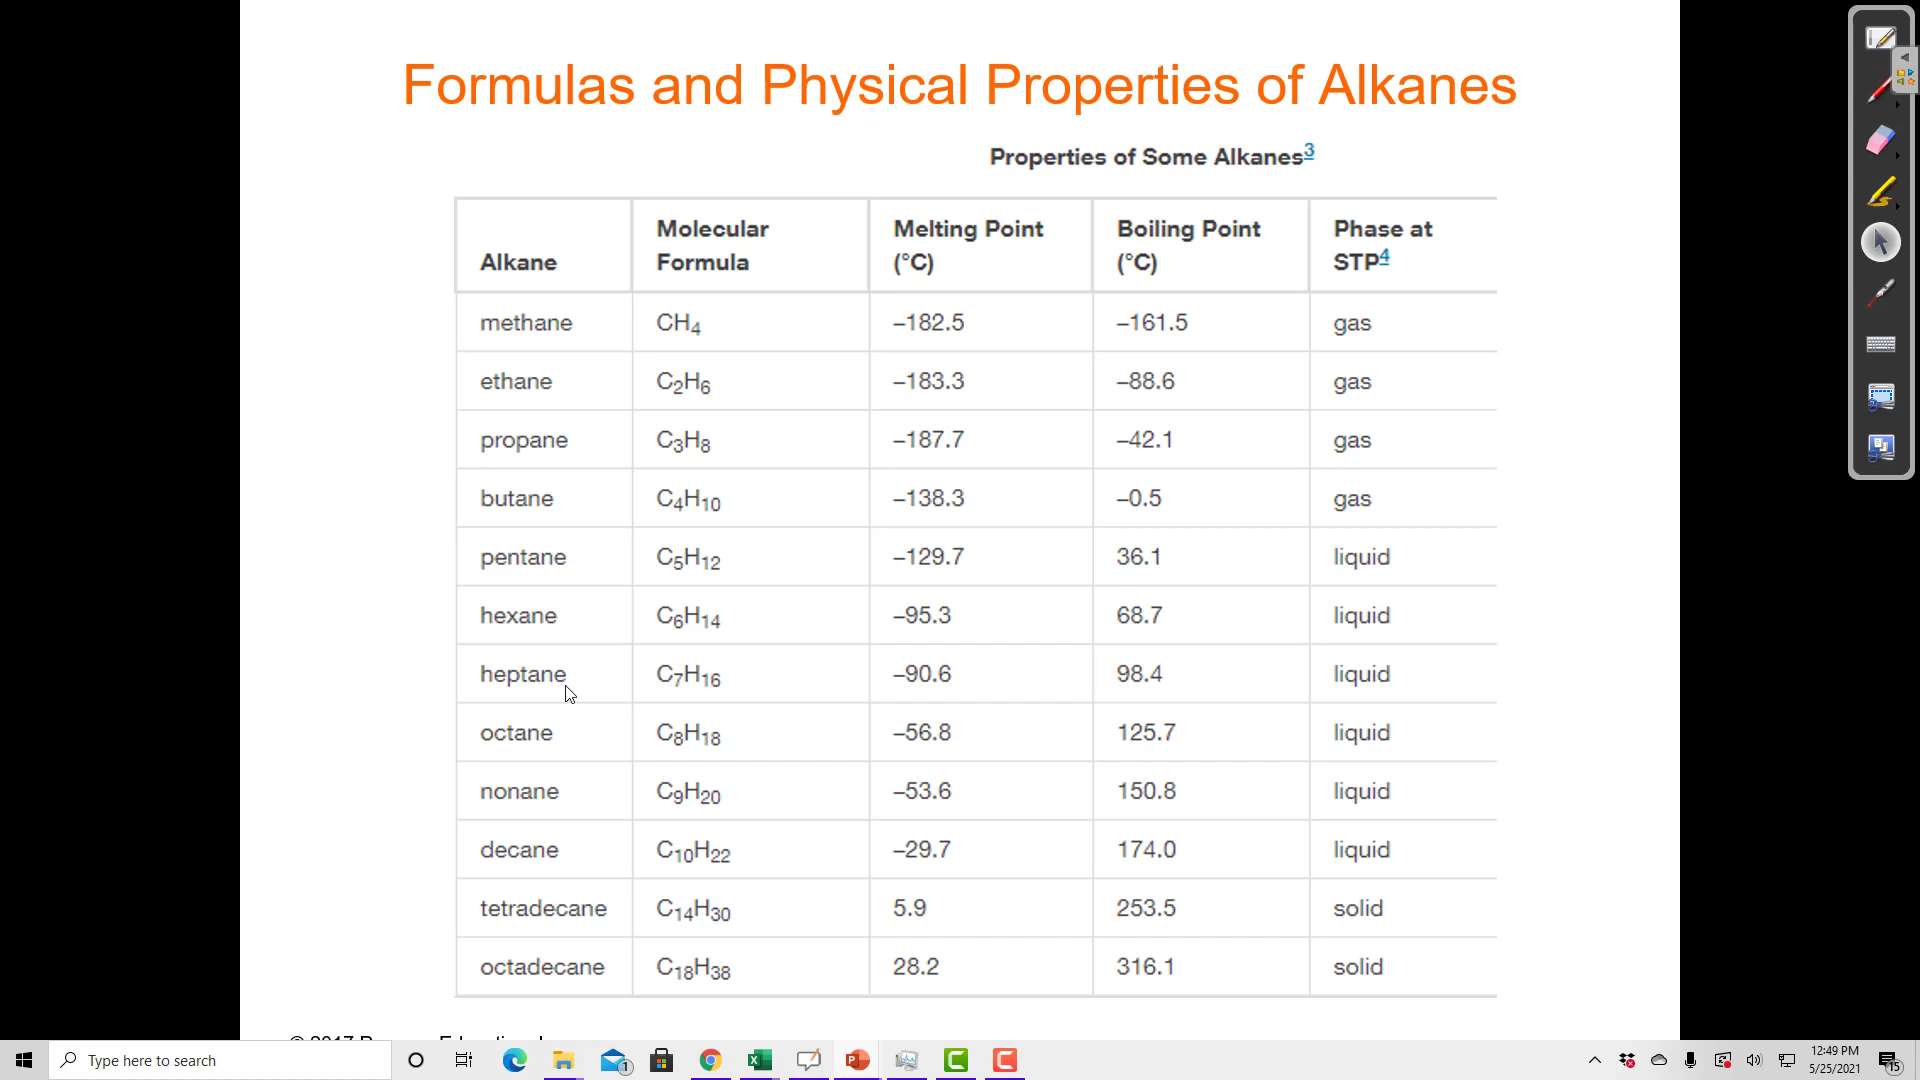 Formulas and Physical Properties of Alkanes
Properties of Some Alkanes3
Alkane Molecular Formula Melting Point (°C) Boiling Point (°C) Phase at STP4
methane CH4 –182.5 –161.5 gas
ethane C2H6 –183.3 –88.6 gas
propane C3H8 –187.7 –42.1 gas
butane C4H10 –138.3 –0.5 gas
pentane C5H12 –129.7 36.1 liquid
hexane C6H14 –95.3 68.7 liquid
heptane C7H16 –90.6 98.4 liquid
octane C8H18 –56.8 125.7 liquid
nonane C9H20 –53.6 150.8 liquid
decane C10H22 –29.7 174.0 liquid
tetradecane C14H30 5.9 253.5 solid
octadecane C18H38 28.2 316.1 solid
Type here to search
1
12:49 PM
5/25/2021
15